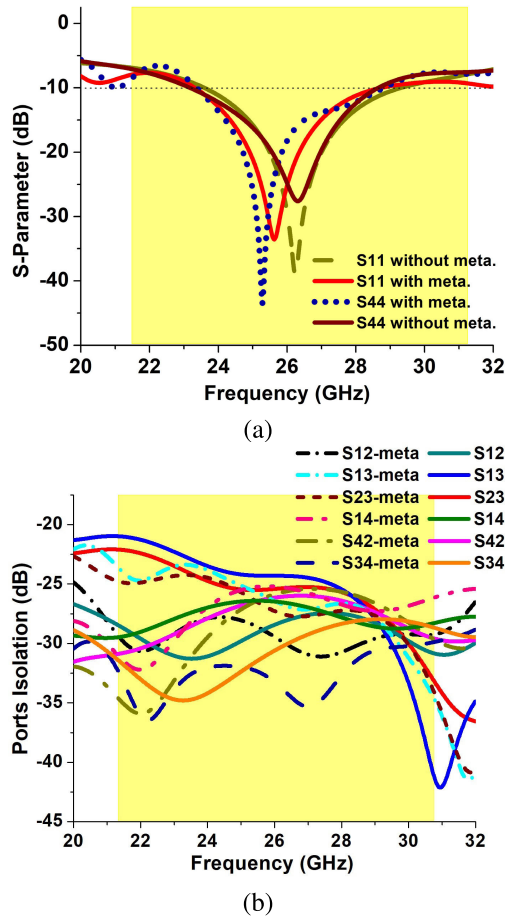 0
-10
-20
-30
-40
-50
S-Parameter (dB)
S11 without meta.
S11 with meta.
S44 with meta.
S44 without meta.
20 22 24 26 28 30 32
Frequency (GHz)
(a)
S12-meta S12
S13-meta S13
S23-meta S23
S14-meta S14
S42-meta S42
S34-meta S34
-20
-25
-30
-35
-40
-45
Ports Isolation (dB)
20 22 24 26 28 30 32
Frequency (GHz)
(b)